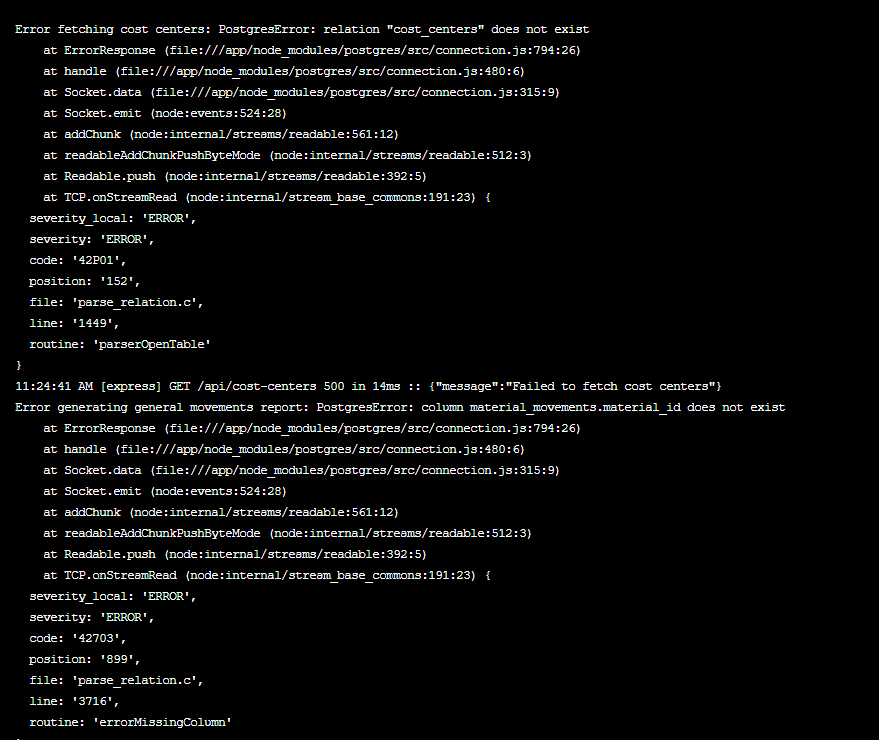 Error fetching cost centers: PostgresError: relation "cost_centers" does not exist
    at ErrorResponse (file:///app/node_modules/postgres/src/connection.js:794:26)
    at handle (file:///app/node_modules/postgres/src/connection.js:480:6)
    at Socket.data (file:///app/node_modules/postgres/src/connection.js:315:9)
    at Socket.emit (node:events:524:28)
    at addChunk (node:internal/streams/readable:561:12)
    at readableAddChunkPushByteMode (node:internal/streams/readable:512:3)
    at Readable.push (node:internal/streams/readable:392:5)
    at TCP.onStreamRead (node:internal/stream_base_commons:191:23) {
  severity_local: 'ERROR',
  severity: 'ERROR',
  code: '42P01',
  position: '152',
  file: 'parse_relation.c',
  line: '1449',
  routine: 'parserOpenTable'
}
11:24:41 AM [express] GET /api/cost-centers 500 in 14ms :: {"message":"Failed to fetch cost centers"}
Error generating general movements report: PostgresError: column material_movements.material_id does not exist
    at ErrorResponse (file:///app/node_modules/postgres/src/connection.js:794:26)
    at handle (file:///app/node_modules/postgres/src/connection.js:480:6)
    at Socket.data (file:///app/node_modules/postgres/src/connection.js:315:9)
    at Socket.emit (node:events:524:28)
    at addChunk (node:internal/streams/readable:561:12)
    at readableAddChunkPushByteMode (node:internal/streams/readable:512:3)
    at Readable.push (node:internal/streams/readable:392:5)
    at TCP.onStreamRead (node:internal/stream_base_commons:191:23) {
  severity_local: 'ERROR',
  severity: 'ERROR',
  code: '42703',
  position: '899',
  file: 'parse_relation.c',
  line: '3716',
  routine: 'errorMissingColumn'